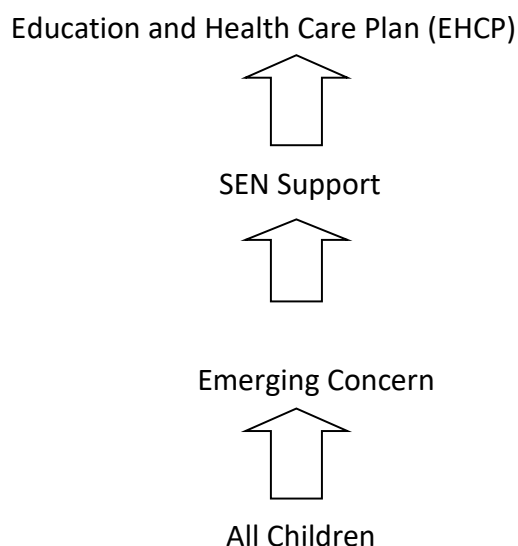 Education and Health Care Plan (EHCP)
SEN Support
Emerging Concern
All Children